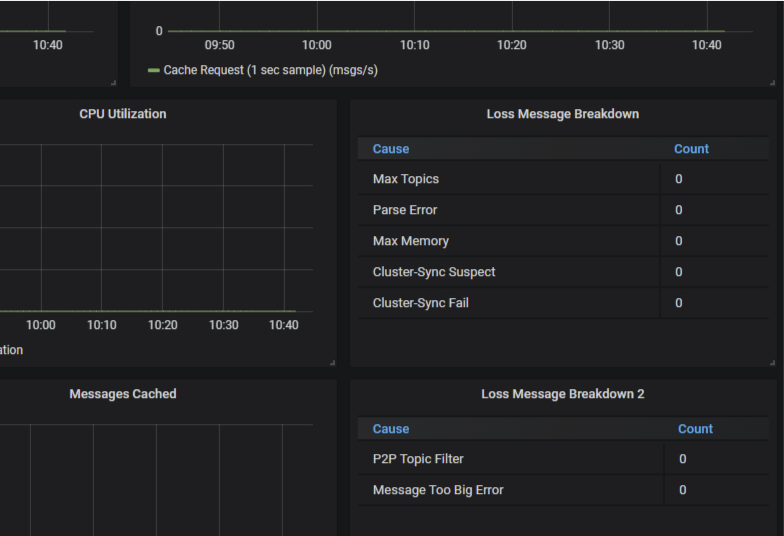 0
10:40
09:50 10:00 10:10 10:20 10:30 10:40
Cache Request (1 sec sample) (msgs/s)
CPU Utilization
10:00 10:10 10:20 10:30 10:40
Loss Message Breakdown
Cause Count
Max Topics 0
Parse Error 0
Max Memory 0
Cluster-Sync Suspect 0
Cluster-Sync Fail 0
Messages Cached
Loss Message Breakdown 2
Cause Count
P2P Topic Filter 0
Message Too Big Error 0